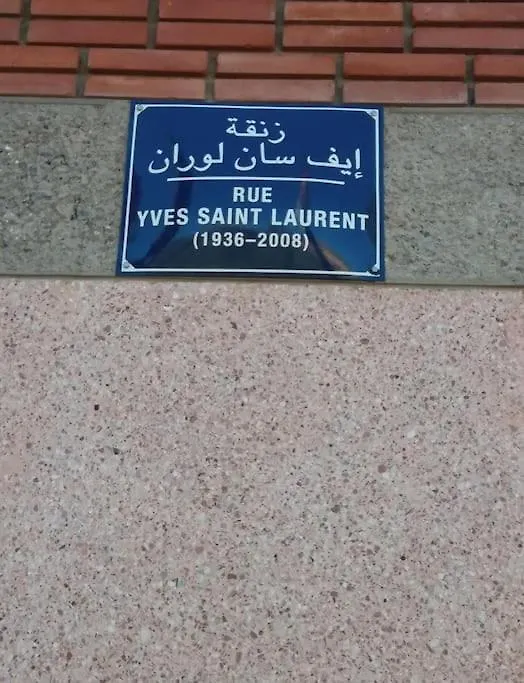 زنقة
إيف سان لوران
RUE
YVES SAINT LAURENT
(1936–2008)